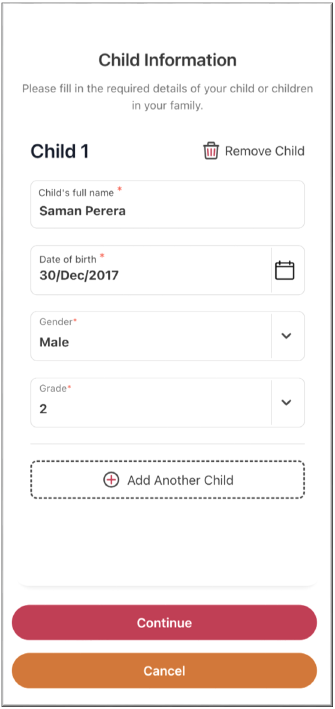 Child Information
Please fill in the required details of your child or children
in your family.
Child 1
Remove Child
Child's full name *
Saman Perera
Date of birth *
30/Dec/2017
Gender*
Male
Grade*
2
Add Another Child
Continue
Cancel